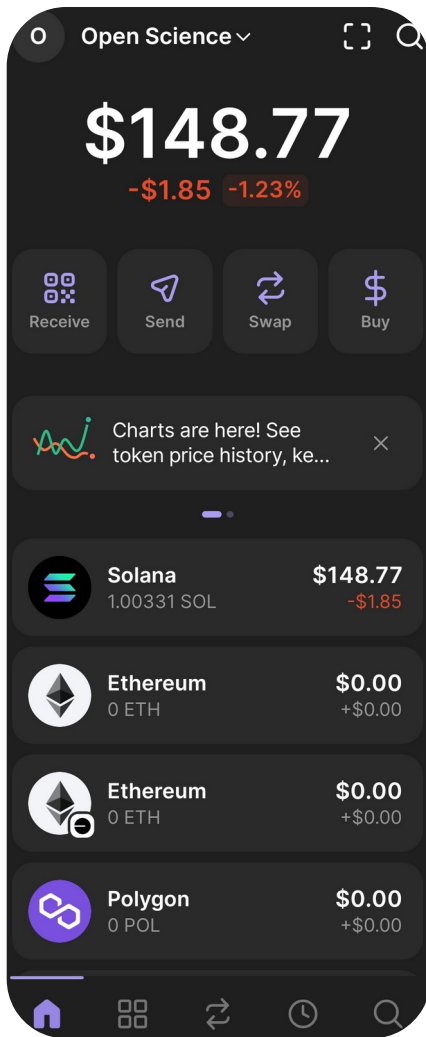 O Open Science
$148.77
-$1.85 -1.23%
Receive Send Swap Buy
Charts are here! See
token price history, ke...
Solana $148.77
1.00331 SOL -$1.85
Ethereum $0.00
0 ETH +$0.00
Ethereum $0.00
0 ETH +$0.00
Polygon $0.00
0 POL +$0.00